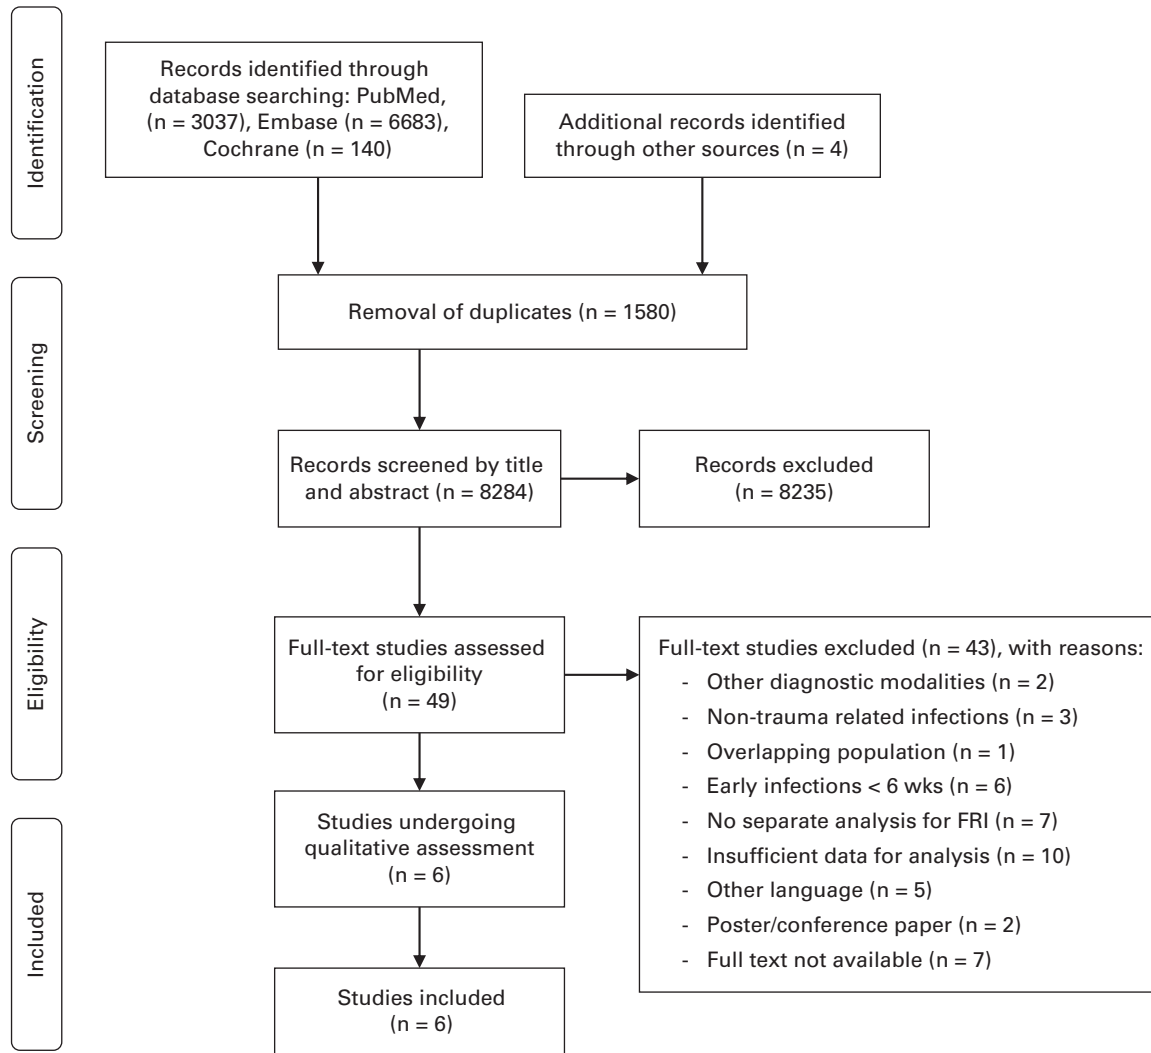 Identification
Records identified through
database searching: PubMed,
(n = 3037), Embase (n = 6683),
Cochrane (n = 140)
Additional records identified
through other sources (n = 4)
Screening
Removal of duplicates (n = 1580)
Records screened by title
and abstract (n = 8284)
Records excluded
(n = 8235)
Eligibility
Full-text studies assessed
for eligibility
(n = 49)
Full-text studies excluded (n = 43), with reasons:
- Other diagnostic modalities (n = 2)
- Non-trauma related infections (n = 3)
- Overlapping population (n = 1)
- Early infections < 6 wks (n = 6)
- No separate analysis for FRI (n = 7)
- Insufficient data for analysis (n = 10)
- Other language (n = 5)
- Poster/conference paper (n = 2)
- Full text not available (n = 7)
Included
Studies undergoing
qualitative assessment
(n = 6)
Studies included
(n = 6)